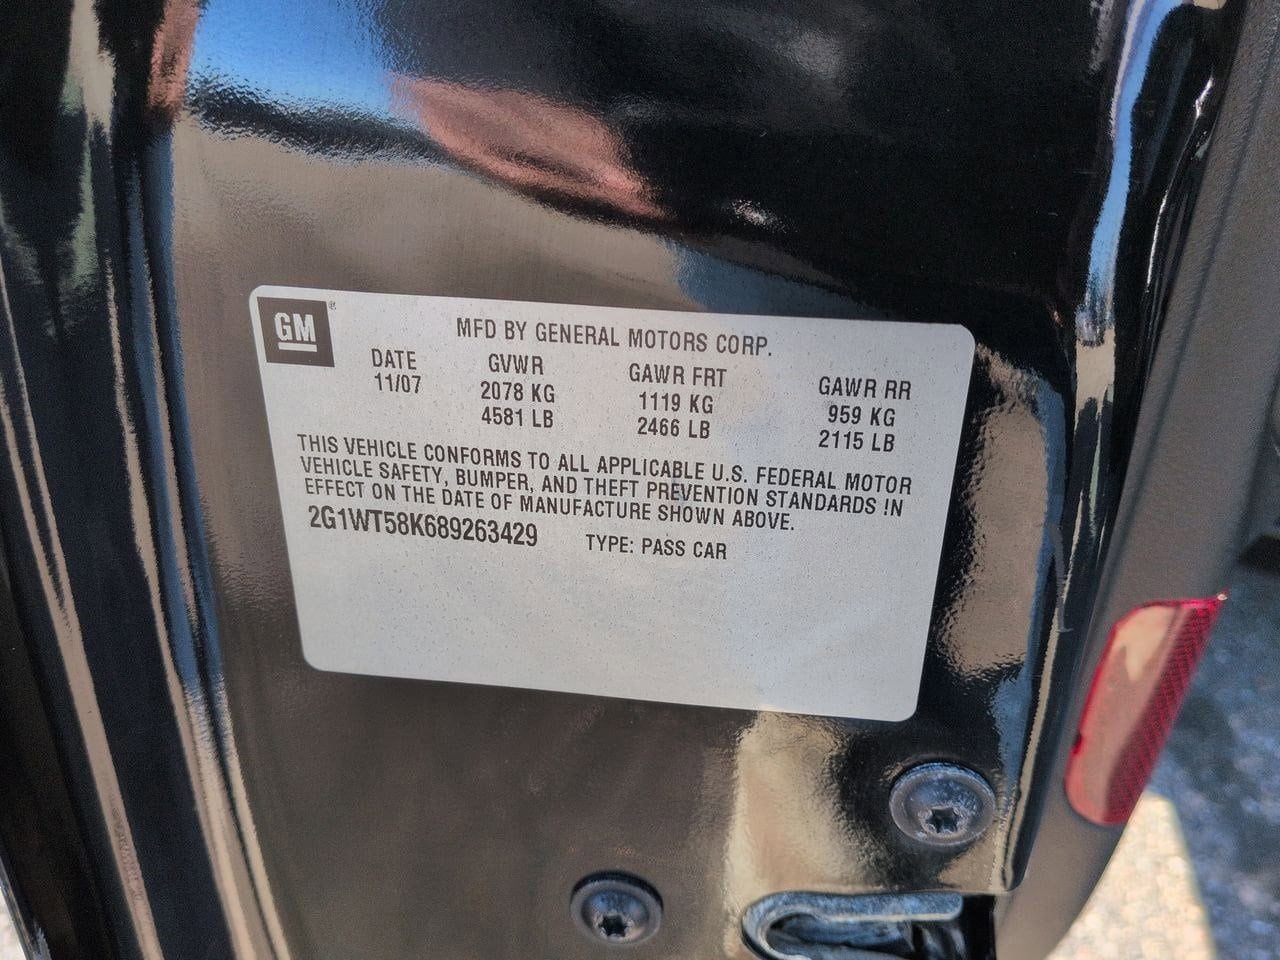 GM®
MFD BY GENERAL MOTORS CORP.
DATE GVWR GAWR FRT GAWR RR
11/07 2078 KG 1119 KG 959 KG
4581 LB 2466 LB 2115 LB
THIS VEHICLE CONFORMS TO ALL APPLICABLE U.S. FEDERAL MOTOR
VEHICLE SAFETY, BUMPER, AND THEFT PREVENTION STANDARDS IN
EFFECT ON THE DATE OF MANUFACTURE SHOWN ABOVE.
2G1WT58K689263429 TYPE: PASS CAR